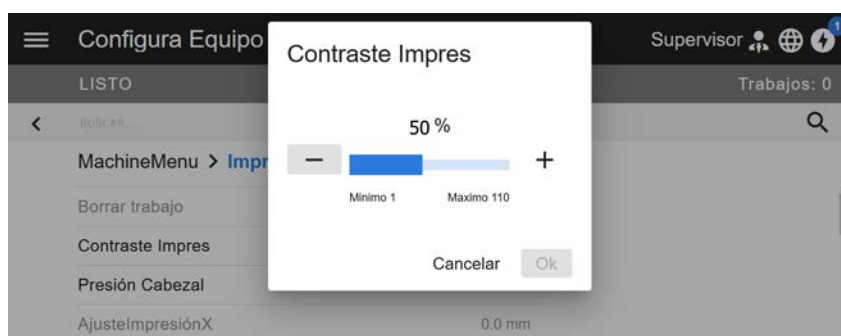 Configura Equipo
Supervisor
1
LISTO
Trabajos: 0
BUSCAR....
MachineMenu > Impr
Borrar trabajo
Contraste Impres
Presión Cabezal
AjusteImpresiónX 0.0 mm
Contraste Impres
50 %
Minimo 1 Maximo 110
Cancelar Ok